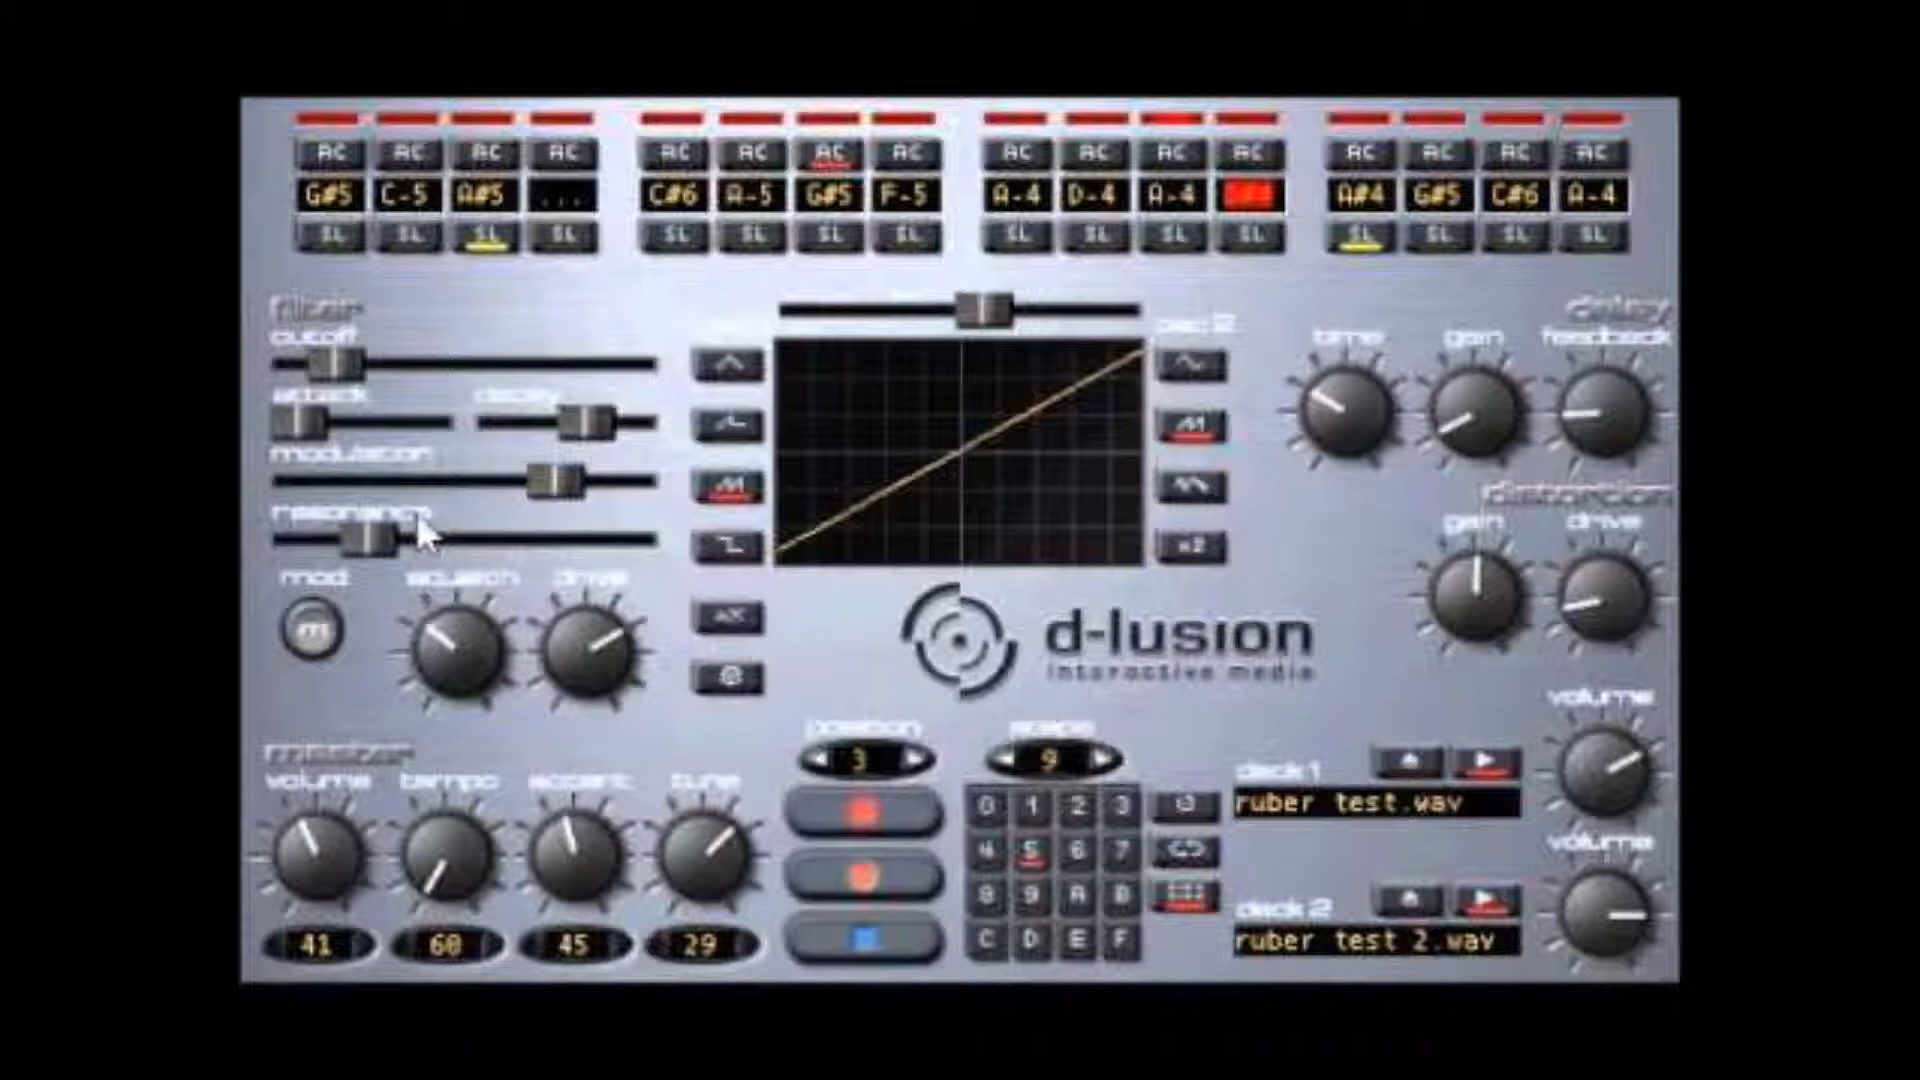 AC AC AC AC AC AC AC AC AC AC AC AC AC AC AC AC
G#5 C-5 A#5 ... C#6 A-5 G#5 F-5 A-4 D-4 A-4 A#4 G#5 C#6 A-4
SL SL SL SL SL SL SL SL SL SL SL SL SL SL SL SL
filter delay
cutoff osc 2 time gain feedback
attack decay
modulation
resonance distortion
gain drive
x2
mod. squelch drive
m
d-lusion
interactive media
volume
position
3 9
master
volume tempo accent tune
deck 1
0 1 2 3
ruber test.wav
volume
4 5 6 7
8 9 A B
deck 2
C D E F
ruber test 2.wav
41 60 45 29